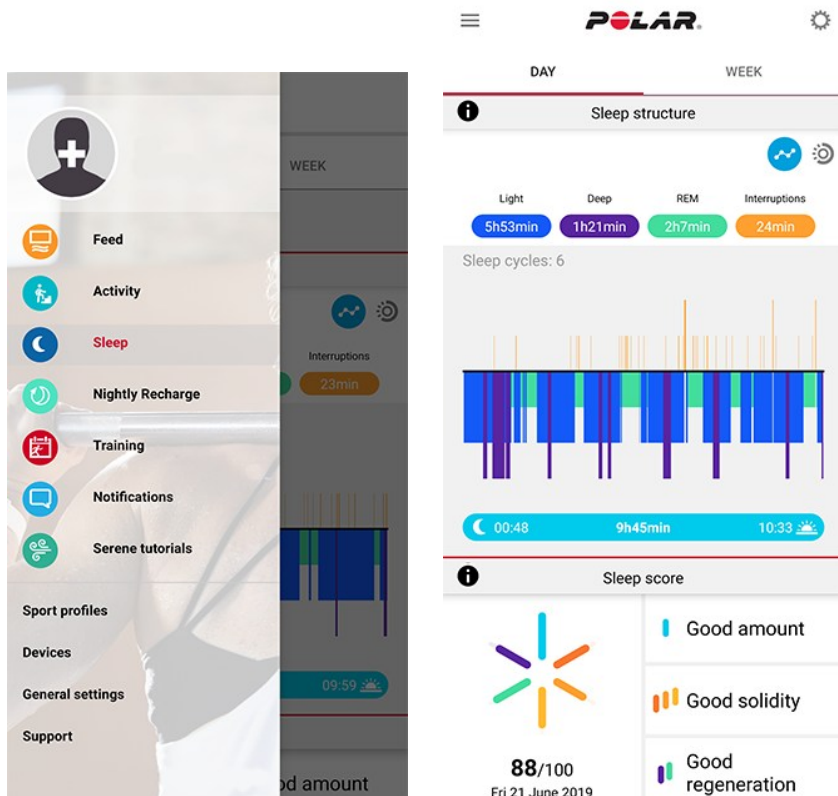 WEEK
Feed
Activity
Sleep
Interruptions
23min
Nightly Recharge
Training
Notifications
Serene tutorials
Sport profiles
Devices
General settings
09:59
Support
od amount
POLAR.
DAY WEEK
Sleep structure
Light Deep REM Interruptions
5h53min 1h21min 2h7min 24min
Sleep cycles: 6
00:48 9h45min 10:33
Sleep score
Good amount
Good solidity
88/100
Fri 21 June 2019
Good
regeneration